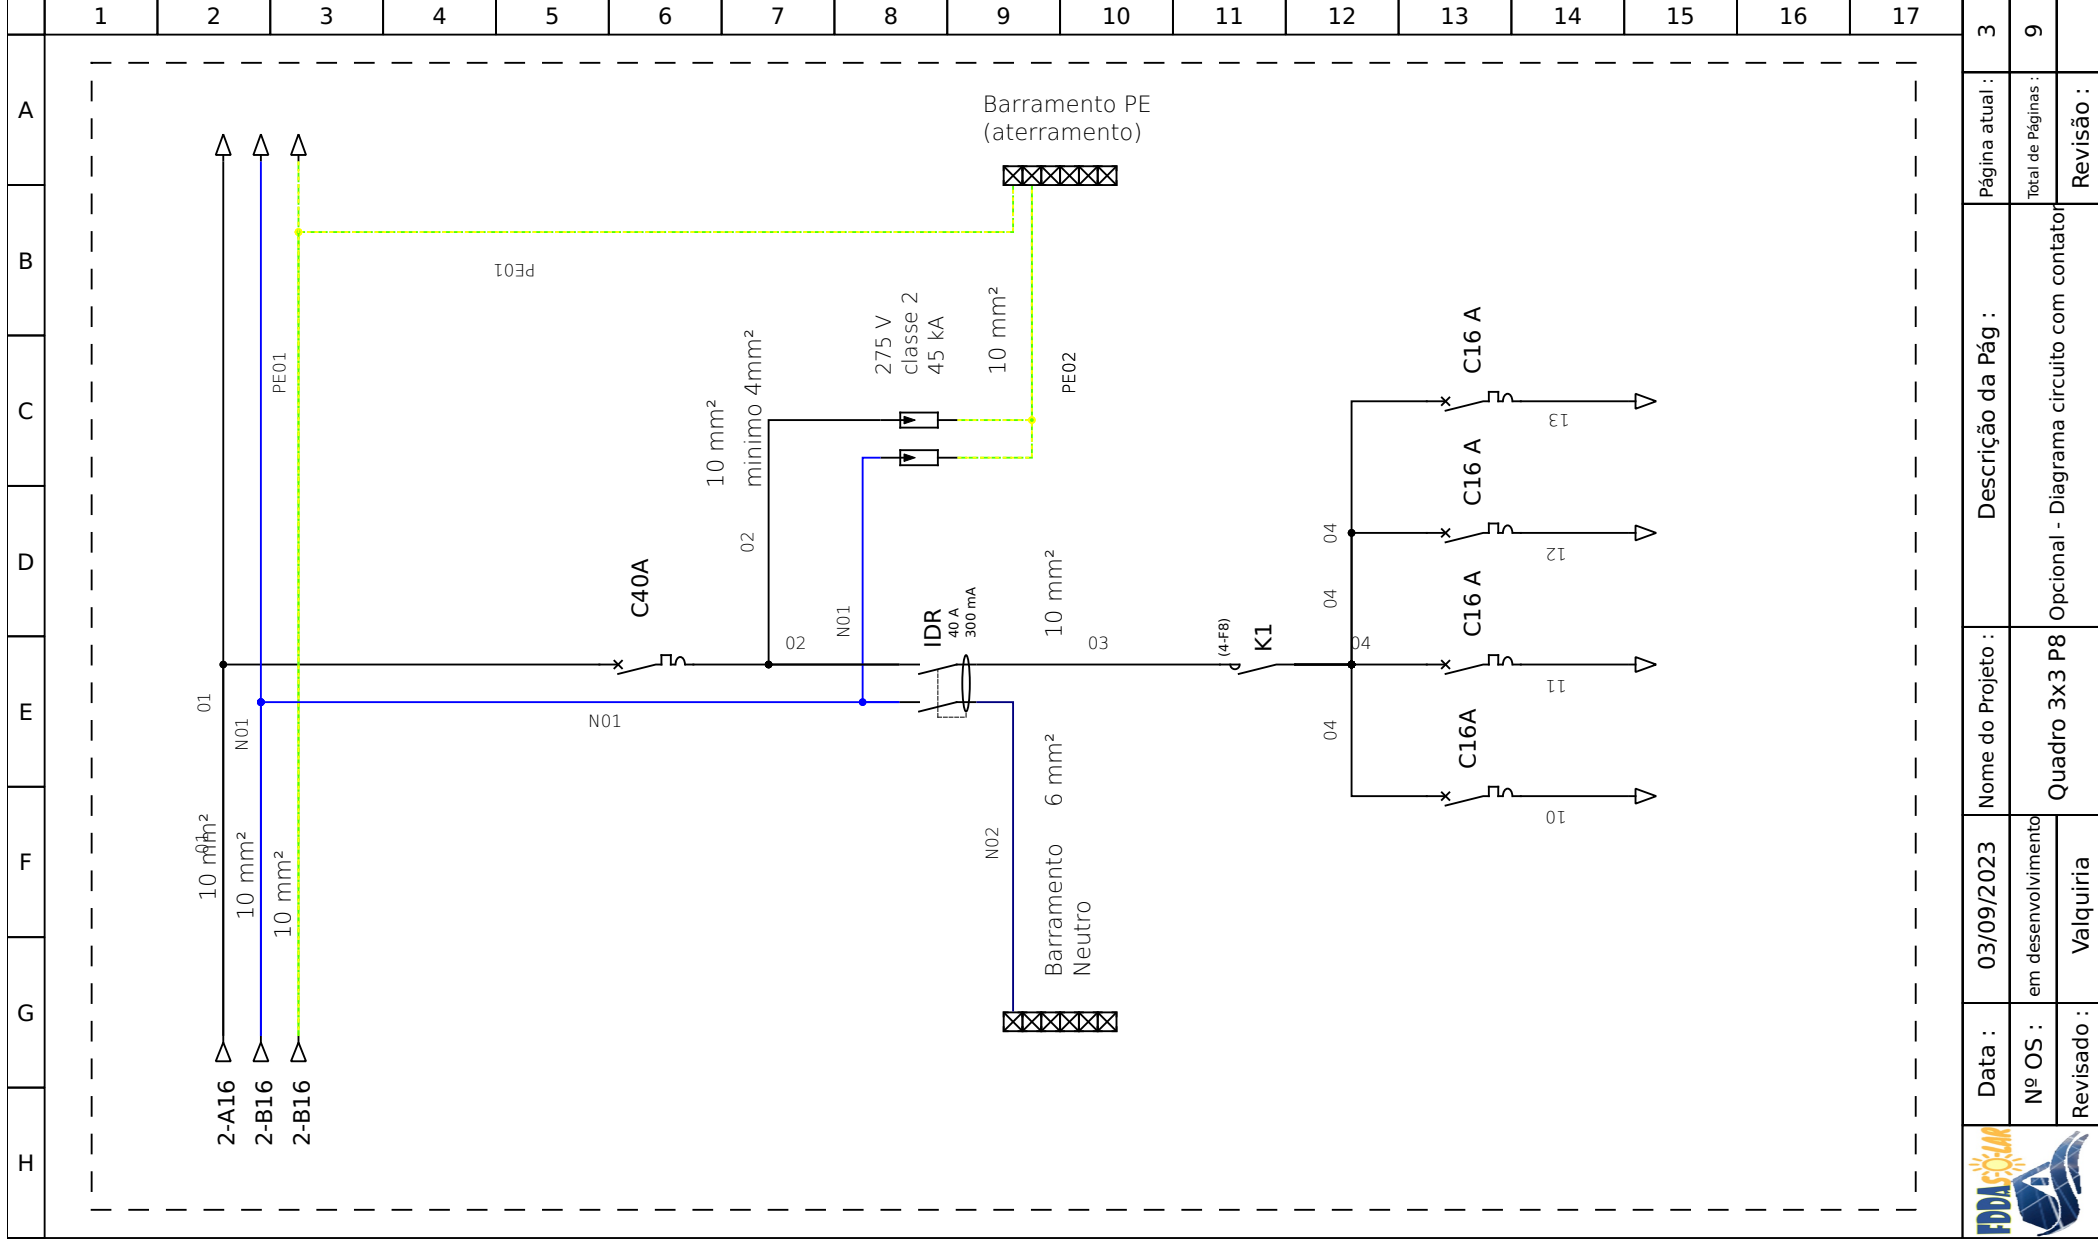 1 2 3 4 5 6 7 8 9 10 11 12 13 14 15 16 17
A
B
C
D
E
F
G
H
Barramento PE
(aterramento)
PE01
PE01
275 V
classe 2
45 kA
10 mm²
PE02
10 mm²
minimo 4mm²
02
C40A
02
N01
IDR
40 A
300 mA
10 mm²
03
(4-F8)
K1
04
04
04
04
C16 A
13
C16 A
12
C16 A
11
C16A
10
01
N01
N01
01
10 mm²
10 mm²
10 mm²
N02
6 mm²
Barramento
Neutro
2-A16
2-B16
2-B16
Página atual :
3
Total de Páginas :
9
Revisão :
Descrição da Pág :
Opcional - Diagrama circuito com contator
Nome do Projeto :
Quadro 3x3 P8
Data :
03/09/2023
Nº OS :
em desenvolvimento
Revisado :
Valquiria
FDDA SOLAR